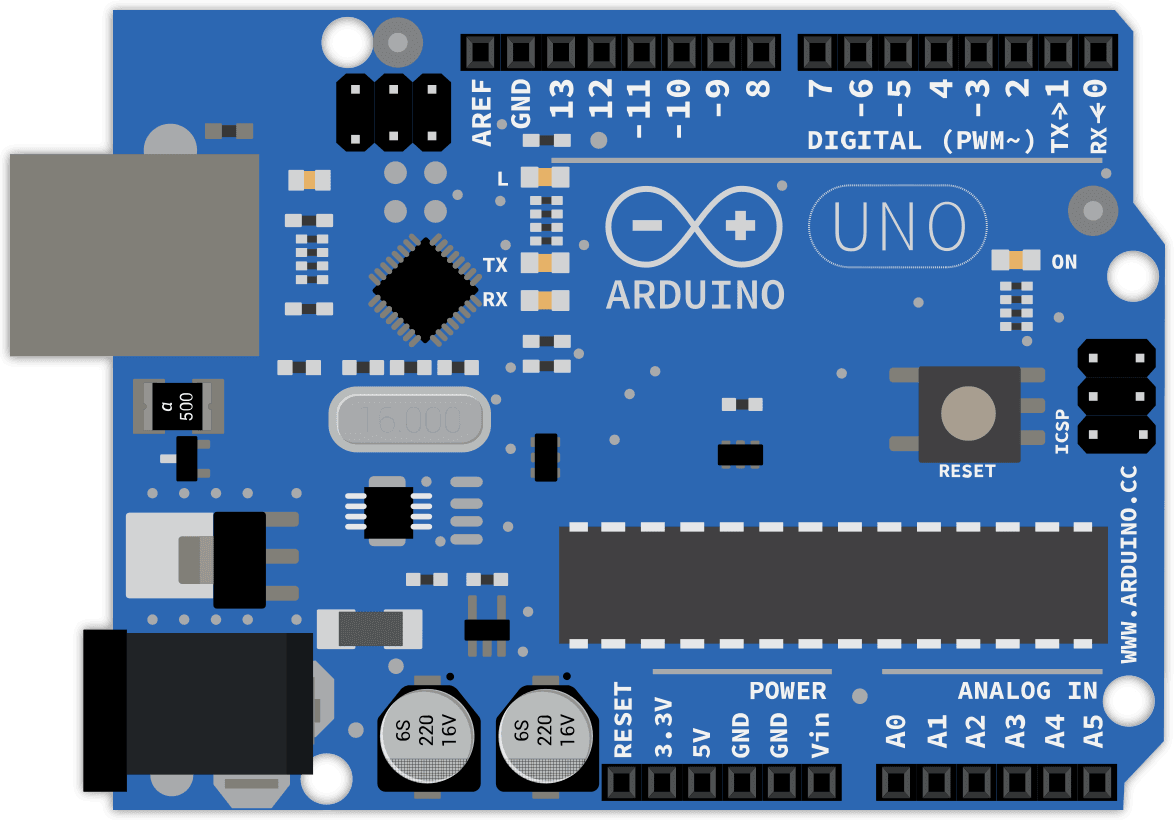 AREF
GND
13
12
-11
-10
-9
8
7
-6
-5
4
-3
2
TX>1
RX<0
DIGITAL (PWM~)
L
TX
RX
UNO
ARDUINO
ON
16.000
a
500
ICSP
RESET
WWW.ARDUINO.CC
POWER
ANALOG IN
RESET
3.3V
5V
GND
GND
Vin
A0
A1
A2
A3
A4
A5
6S
220
16V
6S
220
16V